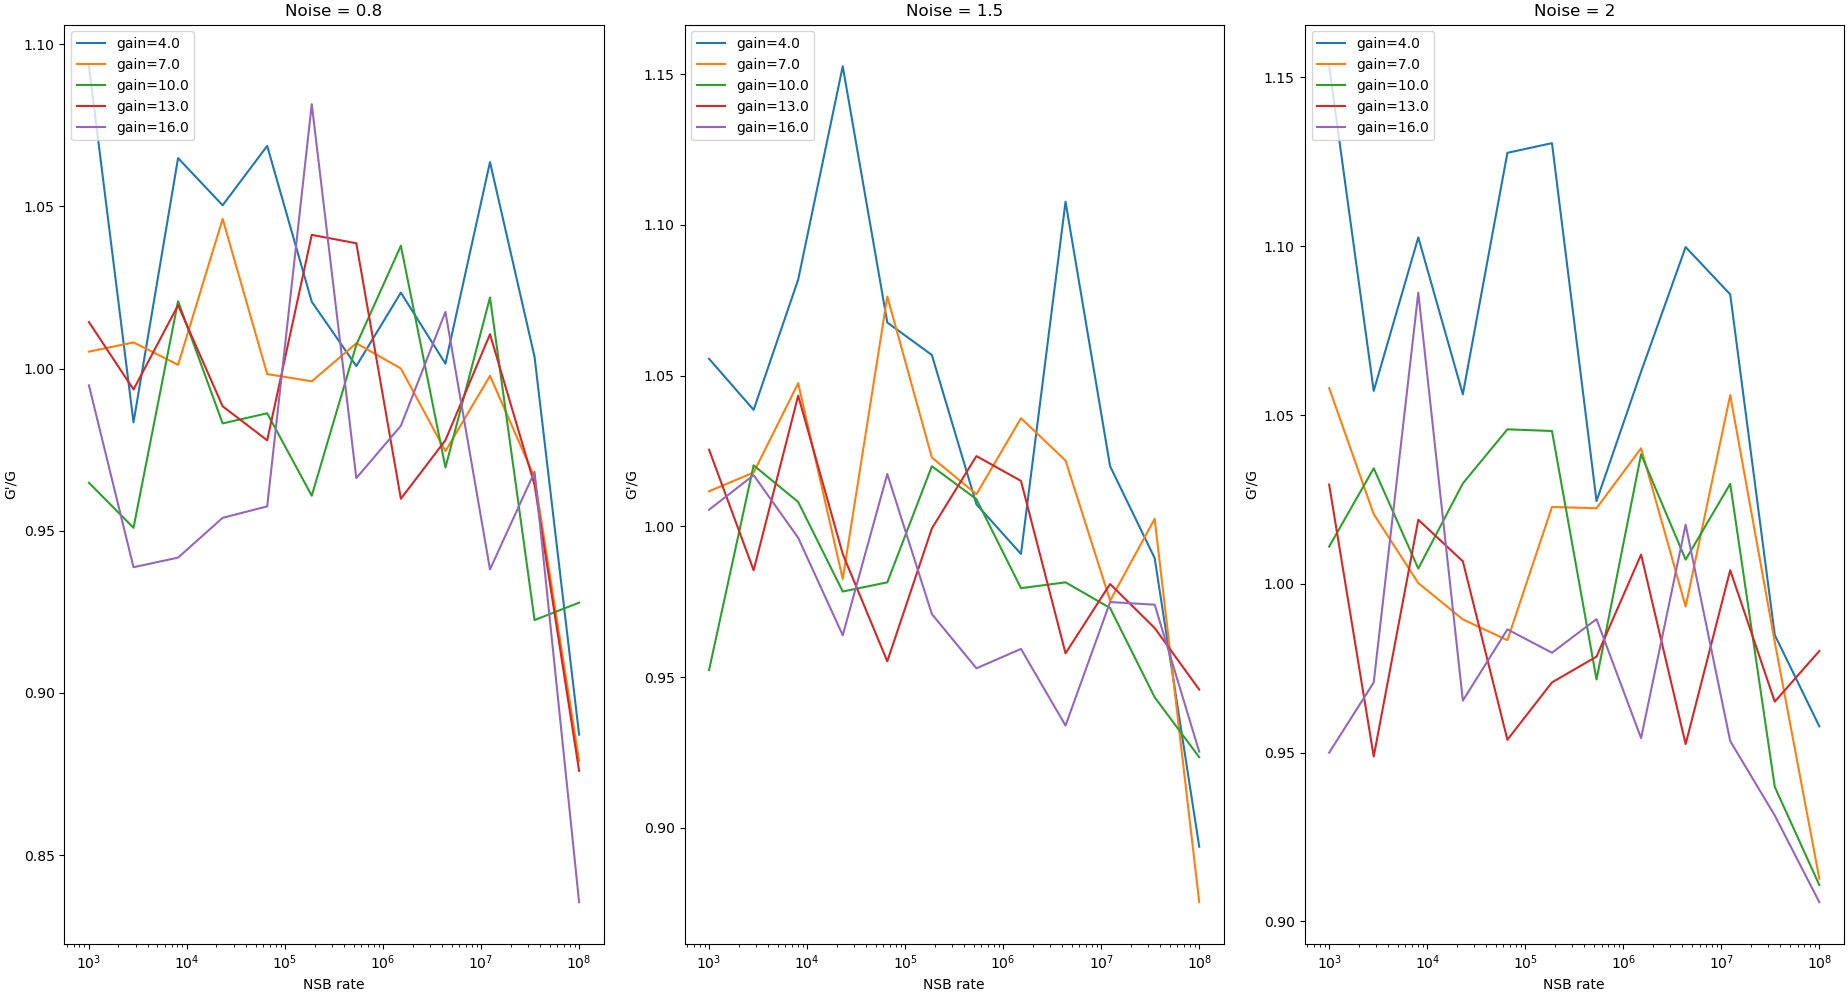 Noise = 0.8
gain=4.0
gain=7.0
gain=10.0
gain=13.0
gain=16.0
1.10
1.05
1.00
0.95
0.90
0.85
G'/G
10³ 10⁴ 10⁵ 10⁶ 10⁷ 10⁸
NSB rate
Noise = 1.5
gain=4.0
gain=7.0
gain=10.0
gain=13.0
gain=16.0
1.15
1.10
1.05
1.00
0.95
0.90
G'/G
10³ 10⁴ 10⁵ 10⁶ 10⁷ 10⁸
NSB rate
Noise = 2
gain=4.0
gain=7.0
gain=10.0
gain=13.0
gain=16.0
1.15
1.10
1.05
1.00
0.95
0.90
G'/G
10³ 10⁴ 10⁵ 10⁶ 10⁷ 10⁸
NSB rate